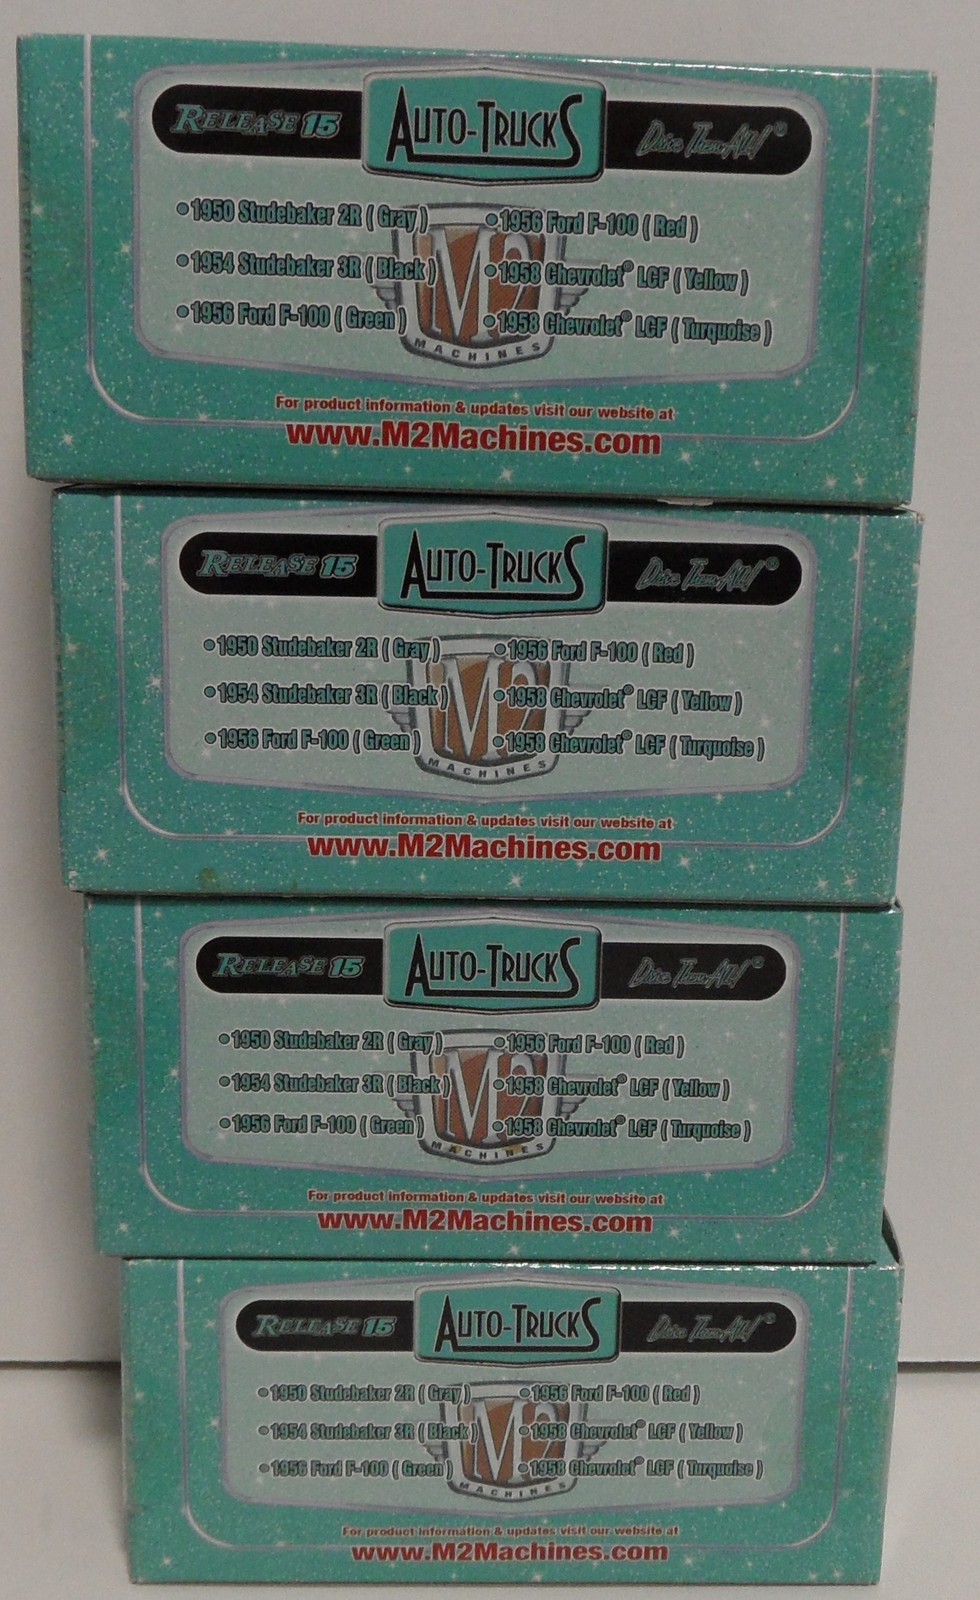 RELEASE 15 AUTO-TRUCKS Drive Them All!®
•1950 Studebaker 2R ( Gray ) •1956 Ford F-100 ( Red )
•1954 Studebaker 3R ( Black ) •1958 Chevrolet® LCF ( Yellow )
•1956 Ford F-100 ( Green ) •1958 Chevrolet® LCF ( Turquoise )
M2
MACHINES
For product information & updates visit our website at
www.M2Machines.com
RELEASE 15 AUTO-TRUCKS Drive Them All!®
•1950 Studebaker 2R ( Gray ) •1956 Ford F-100 ( Red )
•1954 Studebaker 3R ( Black ) •1958 Chevrolet® LCF ( Yellow )
•1956 Ford F-100 ( Green ) •1958 Chevrolet® LCF ( Turquoise )
M2
MACHINES
For product information & updates visit our website at
www.M2Machines.com
RELEASE 15 AUTO-TRUCKS Drive Them All!®
•1950 Studebaker 2R ( Gray ) •1956 Ford F-100 ( Red )
•1954 Studebaker 3R ( Black ) •1958 Chevrolet® LCF ( Yellow )
•1956 Ford F-100 ( Green ) •1958 Chevrolet® LCF ( Turquoise )
M2
MACHINES
For product information & updates visit our website at
www.M2Machines.com
RELEASE 15 AUTO-TRUCKS Drive Them All!®
•1950 Studebaker 2R ( Gray ) •1956 Ford F-100 ( Red )
•1954 Studebaker 3R ( Black ) •1958 Chevrolet® LCF ( Yellow )
•1956 Ford F-100 ( Green ) •1958 Chevrolet® LCF ( Turquoise )
M2
MACHINES
For product information & updates visit our website at
www.M2Machines.com